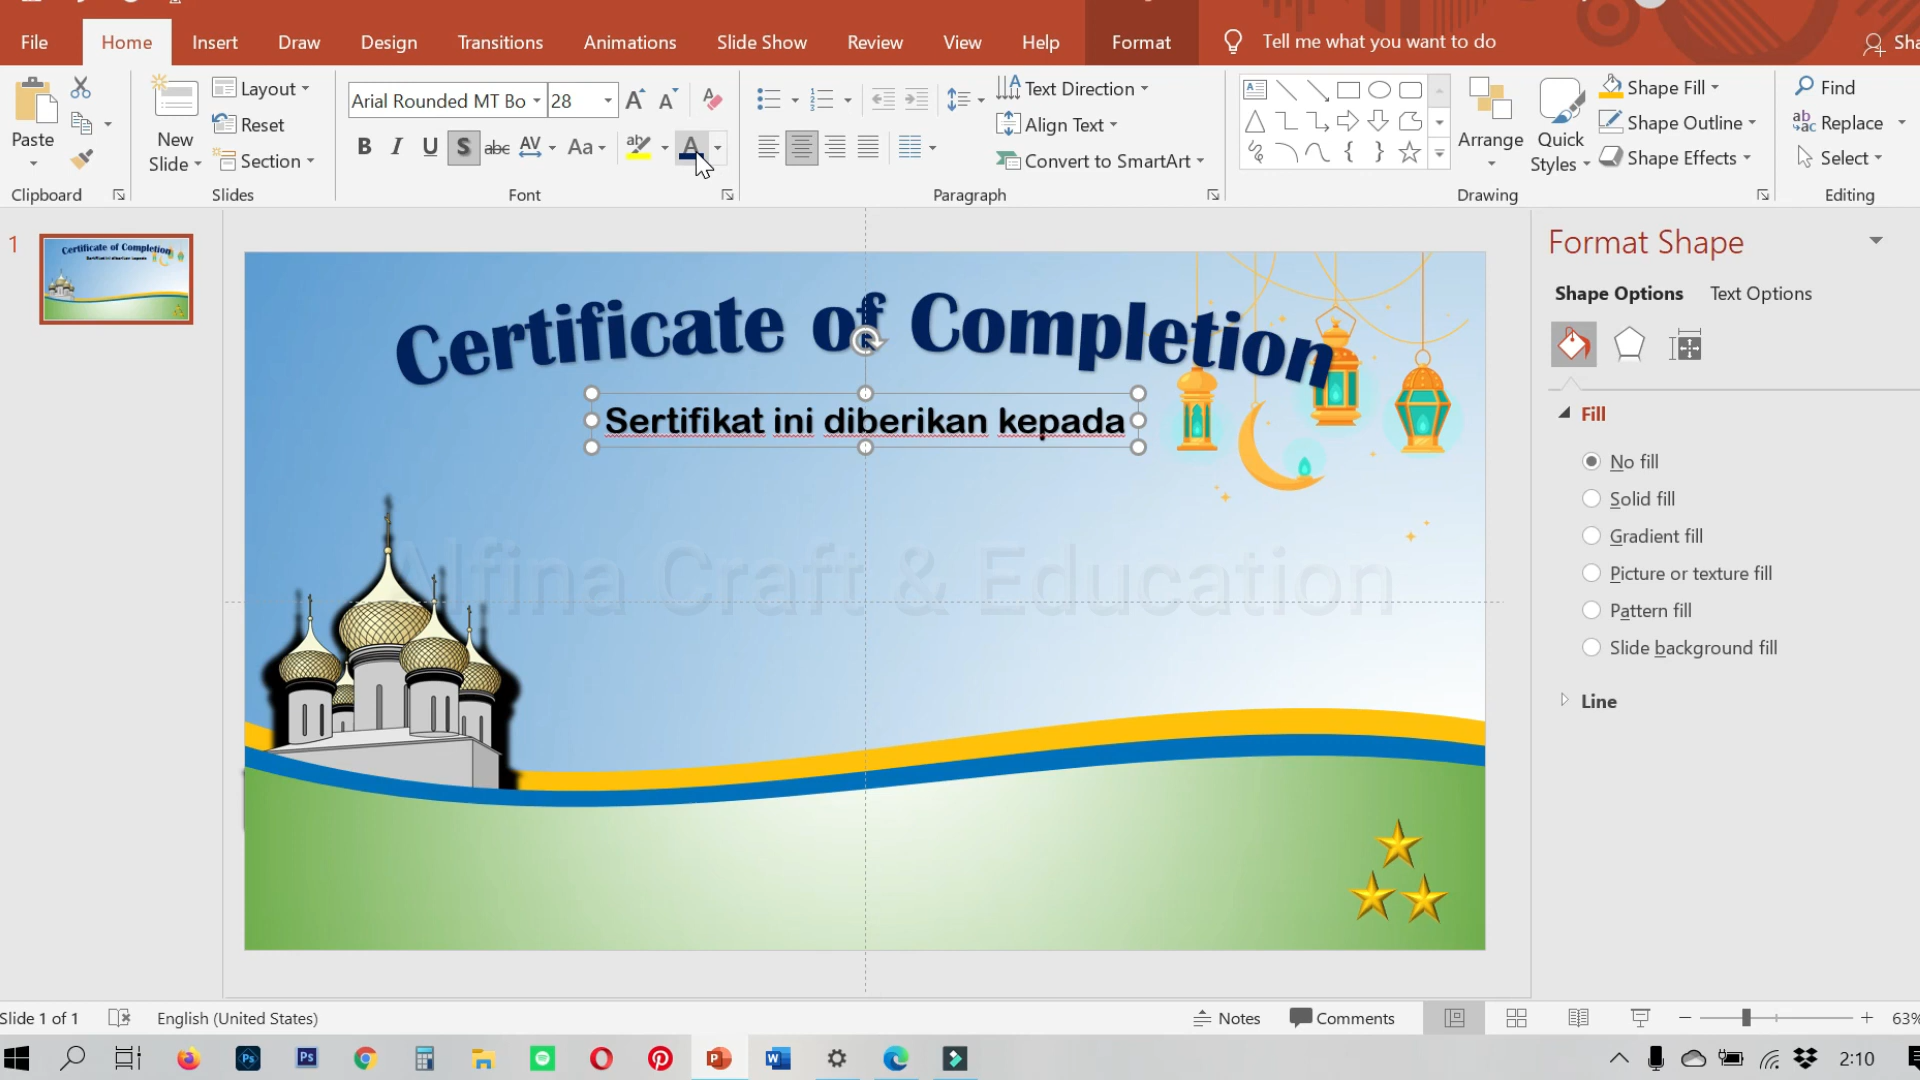 File Home Insert Draw Design Transitions Animations Slide Show Review View Help Format Tell me what you want to do
Paste
Clipboard
New Slide
Layout
Reset
Section
Slides
Arial Rounded MT Bo 28
B I U S abc AV Aa A
Font
Text Direction
Align Text
Convert to SmartArt
Paragraph
Arrange
Quick Styles
Shape Fill
Shape Outline
Shape Effects
Drawing
Find
Replace
Select
Editing
1
Certificate of Completion
Sertifikat ini diberikan kepada
Alfina Craft & Education
Format Shape
Shape Options Text Options
Fill
No fill
Solid fill
Gradient fill
Picture or texture fill
Pattern fill
Slide background fill
Line
Slide 1 of 1 English (United States) Notes Comments 63%
2:10